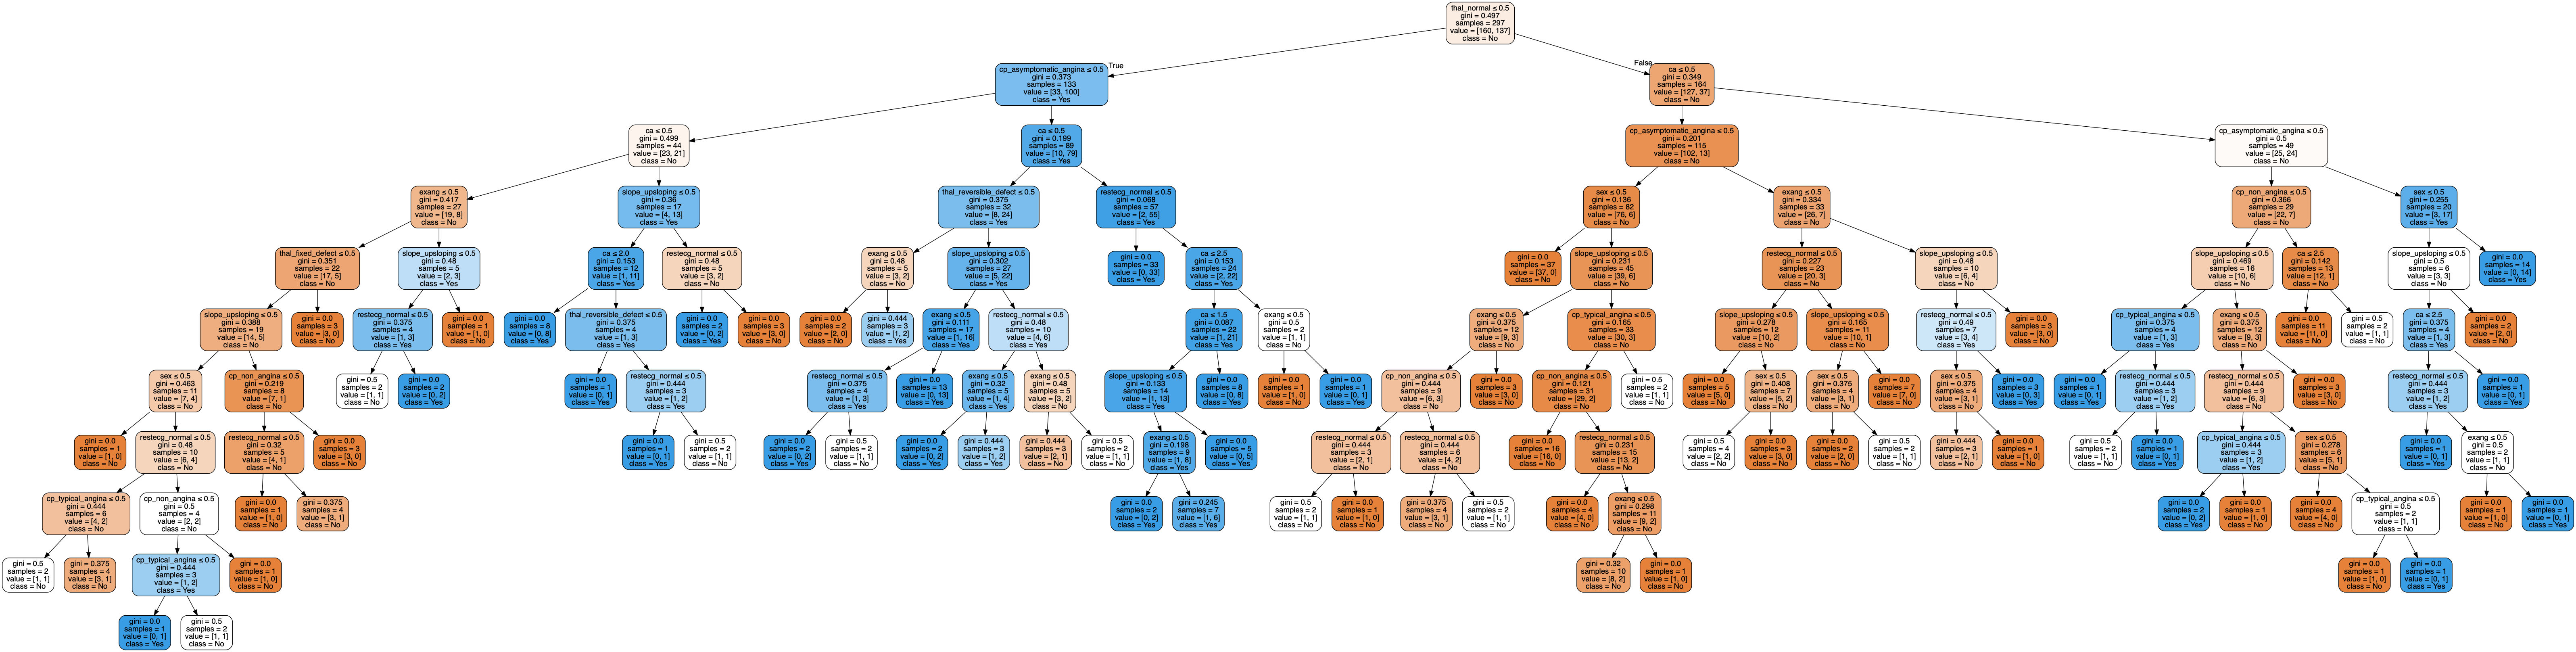 thal_normal ≤ 0.5
gini = 0.497
samples = 297
value = [160, 137]
class = No
True
False
cp_asymptomatic_angina ≤ 0.5
gini = 0.373
samples = 133
value = [33, 100]
class = Yes
ca ≤ 0.5
gini = 0.349
samples = 164
value = [127, 37]
class = No
ca ≤ 0.5
gini = 0.499
samples = 44
value = [23, 21]
class = No
ca ≤ 0.5
gini = 0.199
samples = 89
value = [10, 79]
class = Yes
cp_asymptomatic_angina ≤ 0.5
gini = 0.201
samples = 115
value = [102, 13]
class = No
cp_asymptomatic_angina ≤ 0.5
gini = 0.5
samples = 49
value = [25, 24]
class = No
exang ≤ 0.5
gini = 0.417
samples = 27
value = [19, 8]
class = No
slope_upsloping ≤ 0.5
gini = 0.36
samples = 17
value = [4, 13]
class = Yes
thal_reversible_defect ≤ 0.5
gini = 0.375
samples = 32
value = [8, 24]
class = Yes
restecg_normal ≤ 0.5
gini = 0.068
samples = 57
value = [2, 55]
class = Yes
sex ≤ 0.5
gini = 0.136
samples = 82
value = [76, 6]
class = No
exang ≤ 0.5
gini = 0.334
samples = 33
value = [26, 7]
class = No
cp_non_angina ≤ 0.5
gini = 0.366
samples = 29
value = [22, 7]
class = No
sex ≤ 0.5
gini = 0.255
samples = 20
value = [3, 17]
class = Yes
thal_fixed_defect ≤ 0.5
gini = 0.351
samples = 22
value = [17, 5]
class = No
slope_upsloping ≤ 0.5
gini = 0.48
samples = 5
value = [2, 3]
class = Yes
ca ≤ 2.0
gini = 0.153
samples = 12
value = [1, 11]
class = Yes
restecg_normal ≤ 0.5
gini = 0.48
samples = 5
value = [3, 2]
class = No
exang ≤ 0.5
gini = 0.48
samples = 5
value = [3, 2]
class = No
slope_upsloping ≤ 0.5
gini = 0.302
samples = 27
value = [5, 22]
class = Yes
gini = 0.0
samples = 33
value = [0, 33]
class = Yes
ca ≤ 2.5
gini = 0.153
samples = 24
value = [2, 22]
class = Yes
gini = 0.0
samples = 37
value = [37, 0]
class = No
slope_upsloping ≤ 0.5
gini = 0.231
samples = 45
value = [39, 6]
class = No
restecg_normal ≤ 0.5
gini = 0.227
samples = 23
value = [20, 3]
class = No
slope_upsloping ≤ 0.5
gini = 0.48
samples = 10
value = [6, 4]
class = No
slope_upsloping ≤ 0.5
gini = 0.469
samples = 16
value = [10, 6]
class = No
ca ≤ 2.5
gini = 0.142
samples = 13
value = [12, 1]
class = No
slope_upsloping ≤ 0.5
gini = 0.5
samples = 6
value = [3, 3]
class = No
gini = 0.0
samples = 14
value = [0, 14]
class = Yes
slope_upsloping ≤ 0.5
gini = 0.388
samples = 19
value = [14, 5]
class = No
gini = 0.0
samples = 3
value = [3, 0]
class = No
restecg_normal ≤ 0.5
gini = 0.375
samples = 4
value = [1, 3]
class = Yes
gini = 0.0
samples = 1
value = [1, 0]
class = No
gini = 0.0
samples = 8
value = [0, 8]
class = Yes
thal_reversible_defect ≤ 0.5
gini = 0.375
samples = 4
value = [1, 3]
class = Yes
gini = 0.0
samples = 2
value = [0, 2]
class = Yes
gini = 0.0
samples = 3
value = [3, 0]
class = No
gini = 0.0
samples = 2
value = [2, 0]
class = No
gini = 0.444
samples = 3
value = [1, 2]
class = Yes
exang ≤ 0.5
gini = 0.111
samples = 17
value = [1, 16]
class = Yes
restecg_normal ≤ 0.5
gini = 0.48
samples = 10
value = [4, 6]
class = Yes
ca ≤ 1.5
gini = 0.087
samples = 22
value = [1, 21]
class = Yes
exang ≤ 0.5
gini = 0.5
samples = 2
value = [1, 1]
class = No
exang ≤ 0.5
gini = 0.375
samples = 12
value = [9, 3]
class = No
cp_typical_angina ≤ 0.5
gini = 0.165
samples = 33
value = [30, 3]
class = No
slope_upsloping ≤ 0.5
gini = 0.278
samples = 12
value = [10, 2]
class = No
slope_upsloping ≤ 0.5
gini = 0.165
samples = 11
value = [10, 1]
class = No
restecg_normal ≤ 0.5
gini = 0.49
samples = 7
value = [3, 4]
class = Yes
gini = 0.0
samples = 3
value = [3, 0]
class = No
cp_typical_angina ≤ 0.5
gini = 0.375
samples = 4
value = [1, 3]
class = Yes
exang ≤ 0.5
gini = 0.375
samples = 12
value = [9, 3]
class = No
gini = 0.0
samples = 11
value = [11, 0]
class = No
gini = 0.5
samples = 2
value = [1, 1]
class = No
ca ≤ 2.5
gini = 0.375
samples = 4
value = [1, 3]
class = Yes
gini = 0.0
samples = 2
value = [2, 0]
class = No
sex ≤ 0.5
gini = 0.463
samples = 11
value = [7, 4]
class = No
cp_non_angina ≤ 0.5
gini = 0.219
samples = 8
value = [7, 1]
class = No
gini = 0.5
samples = 2
value = [1, 1]
class = No
gini = 0.0
samples = 2
value = [0, 2]
class = Yes
gini = 0.0
samples = 1
value = [0, 1]
class = Yes
restecg_normal ≤ 0.5
gini = 0.444
samples = 3
value = [1, 2]
class = Yes
restecg_normal ≤ 0.5
gini = 0.375
samples = 4
value = [1, 3]
class = Yes
gini = 0.0
samples = 13
value = [0, 13]
class = Yes
exang ≤ 0.5
gini = 0.32
samples = 5
value = [1, 4]
class = Yes
exang ≤ 0.5
gini = 0.48
samples = 5
value = [3, 2]
class = No
slope_upsloping ≤ 0.5
gini = 0.133
samples = 14
value = [1, 13]
class = Yes
gini = 0.0
samples = 8
value = [0, 8]
class = Yes
gini = 0.0
samples = 1
value = [1, 0]
class = No
gini = 0.0
samples = 1
value = [0, 1]
class = Yes
cp_non_angina ≤ 0.5
gini = 0.444
samples = 9
value = [6, 3]
class = No
gini = 0.0
samples = 3
value = [3, 0]
class = No
cp_non_angina ≤ 0.5
gini = 0.121
samples = 31
value = [29, 2]
class = No
gini = 0.5
samples = 2
value = [1, 1]
class = No
gini = 0.0
samples = 5
value = [5, 0]
class = No
sex ≤ 0.5
gini = 0.408
samples = 7
value = [5, 2]
class = No
sex ≤ 0.5
gini = 0.375
samples = 4
value = [3, 1]
class = No
gini = 0.0
samples = 7
value = [7, 0]
class = No
sex ≤ 0.5
gini = 0.375
samples = 4
value = [3, 1]
class = No
gini = 0.0
samples = 3
value = [0, 3]
class = Yes
gini = 0.0
samples = 1
value = [0, 1]
class = Yes
restecg_normal ≤ 0.5
gini = 0.444
samples = 3
value = [1, 2]
class = Yes
restecg_normal ≤ 0.5
gini = 0.444
samples = 9
value = [6, 3]
class = No
gini = 0.0
samples = 3
value = [3, 0]
class = No
restecg_normal ≤ 0.5
gini = 0.444
samples = 3
value = [1, 2]
class = Yes
gini = 0.0
samples = 1
value = [0, 1]
class = Yes
gini = 0.0
samples = 1
value = [1, 0]
class = No
restecg_normal ≤ 0.5
gini = 0.48
samples = 10
value = [6, 4]
class = No
restecg_normal ≤ 0.5
gini = 0.32
samples = 5
value = [4, 1]
class = No
gini = 0.0
samples = 3
value = [3, 0]
class = No
gini = 0.0
samples = 1
value = [0, 1]
class = Yes
gini = 0.5
samples = 2
value = [1, 1]
class = No
gini = 0.0
samples = 2
value = [0, 2]
class = Yes
gini = 0.5
samples = 2
value = [1, 1]
class = No
gini = 0.0
samples = 2
value = [0, 2]
class = Yes
gini = 0.444
samples = 3
value = [1, 2]
class = Yes
gini = 0.444
samples = 3
value = [2, 1]
class = No
gini = 0.5
samples = 2
value = [1, 1]
class = No
exang ≤ 0.5
gini = 0.198
samples = 9
value = [1, 8]
class = Yes
gini = 0.0
samples = 5
value = [0, 5]
class = Yes
restecg_normal ≤ 0.5
gini = 0.444
samples = 3
value = [2, 1]
class = No
restecg_normal ≤ 0.5
gini = 0.444
samples = 6
value = [4, 2]
class = No
gini = 0.0
samples = 16
value = [16, 0]
class = No
restecg_normal ≤ 0.5
gini = 0.231
samples = 15
value = [13, 2]
class = No
gini = 0.5
samples = 4
value = [2, 2]
class = No
gini = 0.0
samples = 3
value = [3, 0]
class = No
gini = 0.0
samples = 2
value = [2, 0]
class = No
gini = 0.5
samples = 2
value = [1, 1]
class = No
gini = 0.444
samples = 3
value = [2, 1]
class = No
gini = 0.0
samples = 1
value = [1, 0]
class = No
gini = 0.5
samples = 2
value = [1, 1]
class = No
gini = 0.0
samples = 1
value = [0, 1]
class = Yes
cp_typical_angina ≤ 0.5
gini = 0.444
samples = 3
value = [1, 2]
class = Yes
sex ≤ 0.5
gini = 0.278
samples = 6
value = [5, 1]
class = No
gini = 0.0
samples = 1
value = [0, 1]
class = Yes
exang ≤ 0.5
gini = 0.5
samples = 2
value = [1, 1]
class = No
cp_typical_angina ≤ 0.5
gini = 0.444
samples = 6
value = [4, 2]
class = No
cp_non_angina ≤ 0.5
gini = 0.5
samples = 4
value = [2, 2]
class = No
gini = 0.0
samples = 1
value = [1, 0]
class = No
gini = 0.375
samples = 4
value = [3, 1]
class = No
gini = 0.0
samples = 2
value = [0, 2]
class = Yes
gini = 0.245
samples = 7
value = [1, 6]
class = Yes
gini = 0.5
samples = 2
value = [1, 1]
class = No
gini = 0.0
samples = 1
value = [1, 0]
class = No
gini = 0.375
samples = 4
value = [3, 1]
class = No
gini = 0.5
samples = 2
value = [1, 1]
class = No
gini = 0.0
samples = 4
value = [4, 0]
class = No
exang ≤ 0.5
gini = 0.298
samples = 11
value = [9, 2]
class = No
gini = 0.0
samples = 2
value = [0, 2]
class = Yes
gini = 0.0
samples = 1
value = [1, 0]
class = No
gini = 0.0
samples = 4
value = [4, 0]
class = No
cp_typical_angina ≤ 0.5
gini = 0.5
samples = 2
value = [1, 1]
class = No
gini = 0.0
samples = 1
value = [1, 0]
class = No
gini = 0.0
samples = 1
value = [0, 1]
class = Yes
gini = 0.5
samples = 2
value = [1, 1]
class = No
gini = 0.375
samples = 4
value = [3, 1]
class = No
cp_typical_angina ≤ 0.5
gini = 0.444
samples = 3
value = [1, 2]
class = Yes
gini = 0.0
samples = 1
value = [1, 0]
class = No
gini = 0.32
samples = 10
value = [8, 2]
class = No
gini = 0.0
samples = 1
value = [1, 0]
class = No
gini = 0.0
samples = 1
value = [1, 0]
class = No
gini = 0.0
samples = 1
value = [0, 1]
class = Yes
gini = 0.0
samples = 1
value = [0, 1]
class = Yes
gini = 0.5
samples = 2
value = [1, 1]
class = No